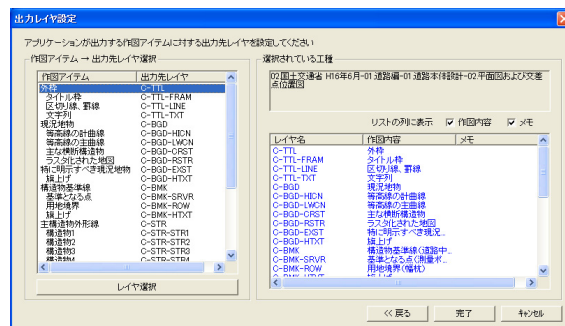 出力レイヤ設定
アプリケーションが出力する作図アイテムに対する出力先レイヤを設定してください
作図アイテム → 出力先レイヤ選択
作図アイテム 出力先レイヤ
外枠 C-TTL
タイトル枠 C-TTL-FRAM
区切り線、罫線 C-TTL-LINE
文字列 C-TTL-TXT
現況地物 C-BGD
等高線の計曲線 C-BGD-HICN
等高線の主曲線 C-BGD-LWCN
主な横断構造物 C-BGD-CRST
ラスタ化された地図 C-BGD-RSTR
特に明示すべき現況地物 C-BGD-EXST
旗上げ C-BGD-HTXT
構造物基準線 C-BMK
基準となる点 C-BMK-SRVR
用地境界 C-BMK-ROW
旗上げ C-BMK-HTXT
主構造物外形線 C-STR
構造物1 C-STR-STR1
構造物2 C-STR-STR2
構造物3 C-STR-STR3
構造物4 C-STR-STR4
レイヤ選択
選択されている工種
02国土交通省 H16年6月-01道路編-01道路本体設計-02平面図および交差
点位置図
リストの列に表示 作図内容 メモ
レイヤ名 作図内容 メモ
C-TTL 外枠
C-TTL-FRAM タイトル枠
C-TTL-LINE 区切り線、罫線
C-TTL-TXT 文字列
C-BGD 現況地物
C-BGD-HICN 等高線の計曲線
C-BGD-LWCN 等高線の主曲線
C-BGD-CRST 主な横断構造物
C-BGD-RSTR ラスタ化された地図
C-BGD-EXST 特に明示すべき現況...
C-BGD-HTXT 旗上げ
C-BMK 構造物基準線(道路中...
C-BMK-SRVR 基準となる点(測量ポ...
C-BMK-ROW 用地境界(幅杭)
C-BMK-HTXT 旗上げ
<< 戻る 完了 キャンセル